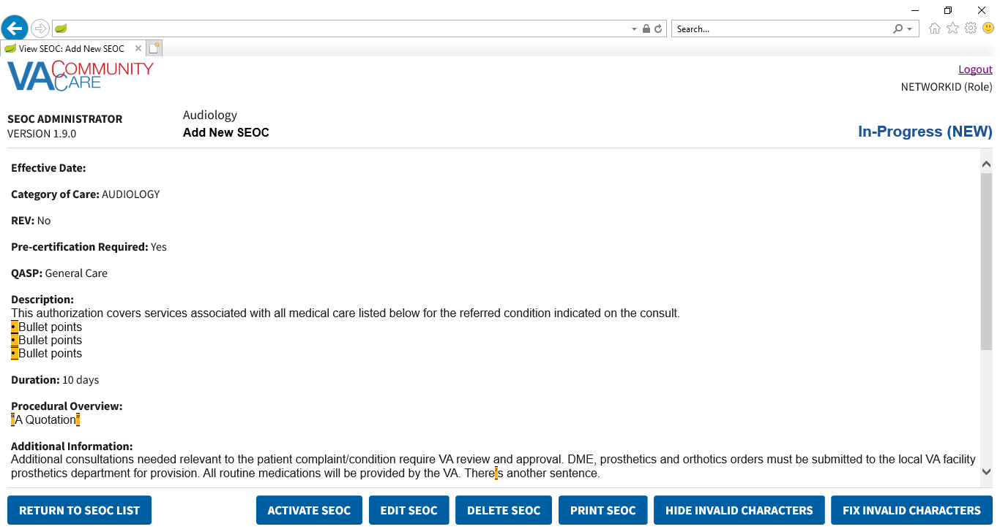 Search...
View SEOC: Add New SEOC
VA COMMUNITY CARE
Logout
NETWORKID (Role)
SEOC ADMINISTRATOR
VERSION 1.9.0
Audiology
Add New SEOC
In-Progress (NEW)
Effective Date:
Category of Care: AUDIOLOGY
REV: No
Pre-certification Required: Yes
QASP: General Care
Description:
This authorization covers services associated with all medical care listed below for the referred condition indicated on the consult.
• Bullet points
• Bullet points
• Bullet points
Duration: 10 days
Procedural Overview:
“A Quotation”
Additional Information:
Additional consultations needed relevant to the patient complaint/condition require VA review and approval. DME, prosthetics and orthotics orders must be submitted to the local VA facility
prosthetics department for provision. All routine medications will be provided by the VA. There’s another sentence.
RETURN TO SEOC LIST
ACTIVATE SEOC
EDIT SEOC
DELETE SEOC
PRINT SEOC
HIDE INVALID CHARACTERS
FIX INVALID CHARACTERS